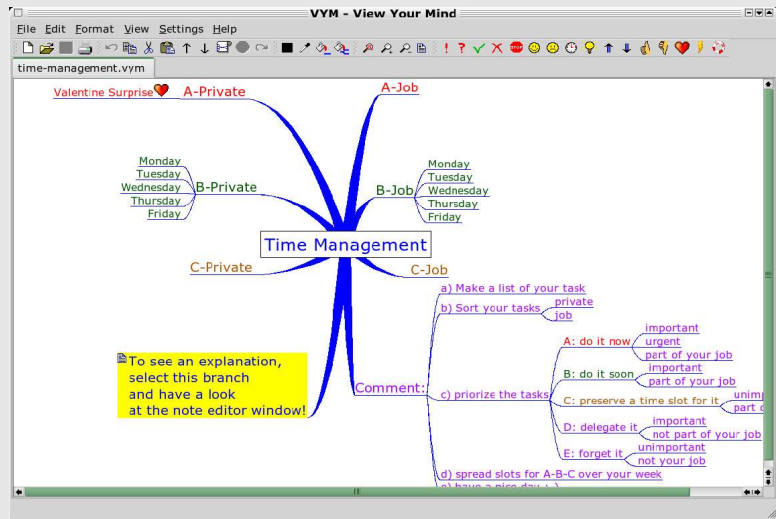 VYM - View Your Mind
File Edit Format View Settings Help
time-management.vym
Valentine Surprise
A-Private
A-Job
Monday
Tuesday
Wednesday
Thursday
Friday
B-Private
B-Job
Monday
Tuesday
Wednesday
Thursday
Friday
Time Management
C-Private
C-Job
To see an explanation,
select this branch
and have a look
at the note editor window!
Comment:
a) Make a list of your task
b) Sort your tasks
private
job
c) priorize the tasks
A: do it now
important
urgent
part of your job
B: do it soon
important
part of your job
C: preserve a time slot for it
D: delegate it
important
not part of your job
E: forget it
unimportant
not your job
d) spread slots for A-B-C over your week